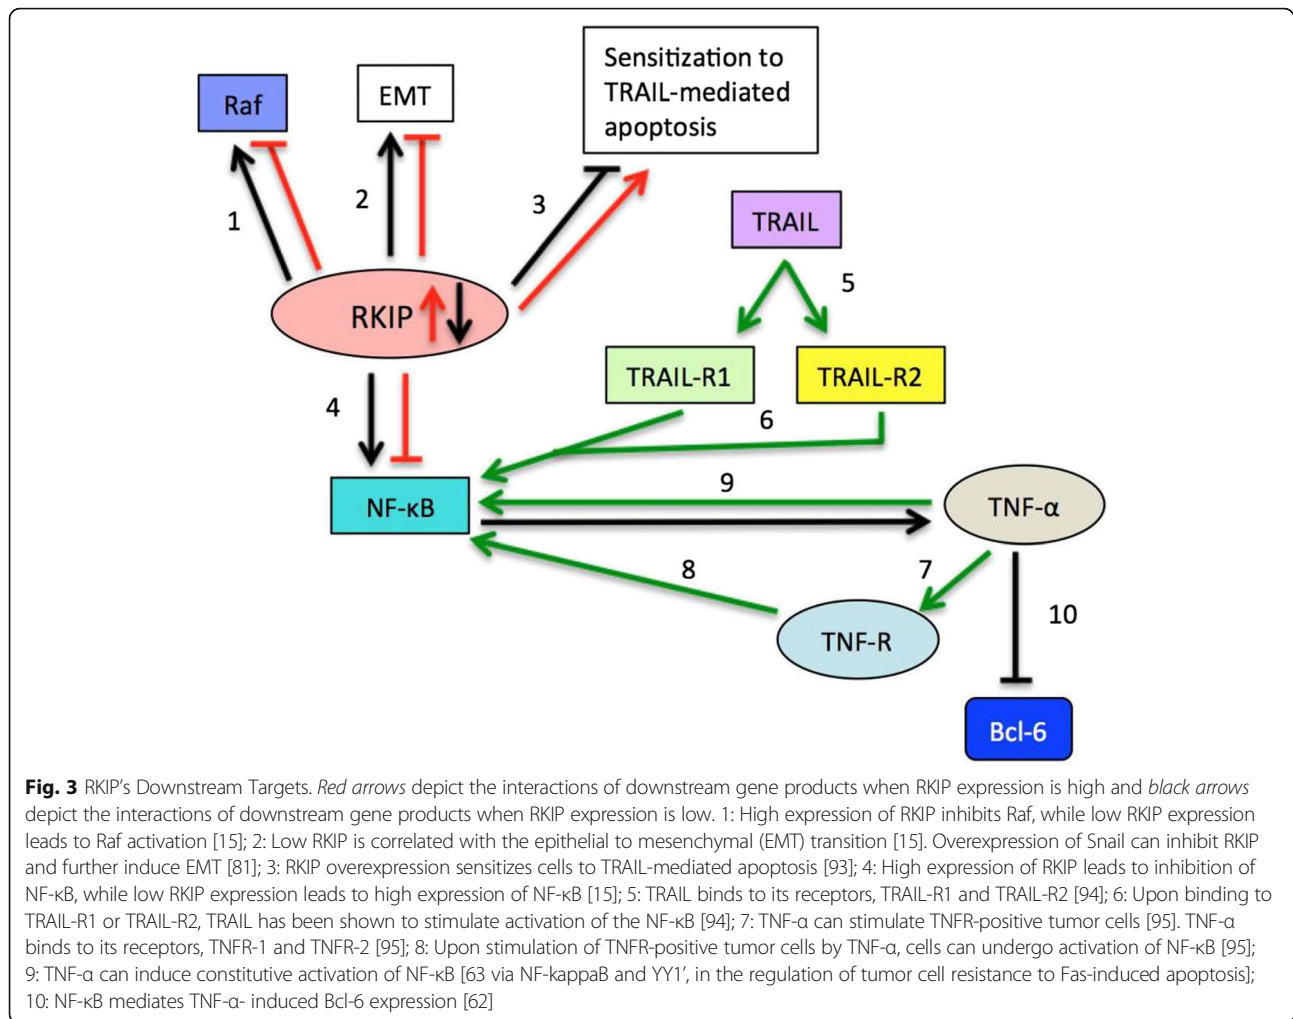 Sensitization to
TRAIL-mediated
apoptosis
Raf
EMT
1
2
3
TRAIL
5
RKIP
TRAIL-R1
TRAIL-R2
4
6
NF-κB
9
TNF-α
8
7
TNF-R
10
Bcl-6
Fig. 3 RKIP's Downstream Targets. Red arrows depict the interactions of downstream gene products when RKIP expression is high and black arrows
depict the interactions of downstream gene products when RKIP expression is low. 1: High expression of RKIP inhibits Raf, while low RKIP expression
leads to Raf activation [15]; 2: Low RKIP is correlated with the epithelial to mesenchymal (EMT) transition [15]. Overexpression of Snail can inhibit RKIP
and further induce EMT [81]; 3: RKIP overexpression sensitizes cells to TRAIL-mediated apoptosis [93]; 4: High expression of RKIP leads to inhibition of
NF-κB, while low RKIP expression leads to high expression of NF-κB [15]; 5: TRAIL binds to its receptors, TRAIL-R1 and TRAIL-R2 [94]; 6: Upon binding to
TRAIL-R1 or TRAIL-R2, TRAIL has been shown to stimulate activation of the NF-κB [94]; 7: TNF-α can stimulate TNFR-positive tumor cells [95]. TNF-α
binds to its receptors, TNFR-1 and TNFR-2 [95]; 8: Upon stimulation of TNFR-positive tumor cells by TNF-α, cells can undergo activation of NF-κB [95];
9: TNF-α can induce constitutive activation of NF-κB [63 via NF-kappaB and YY1', in the regulation of tumor cell resistance to Fas-induced apoptosis];
10: NF-κB mediates TNF-α- induced Bcl-6 expression [62]